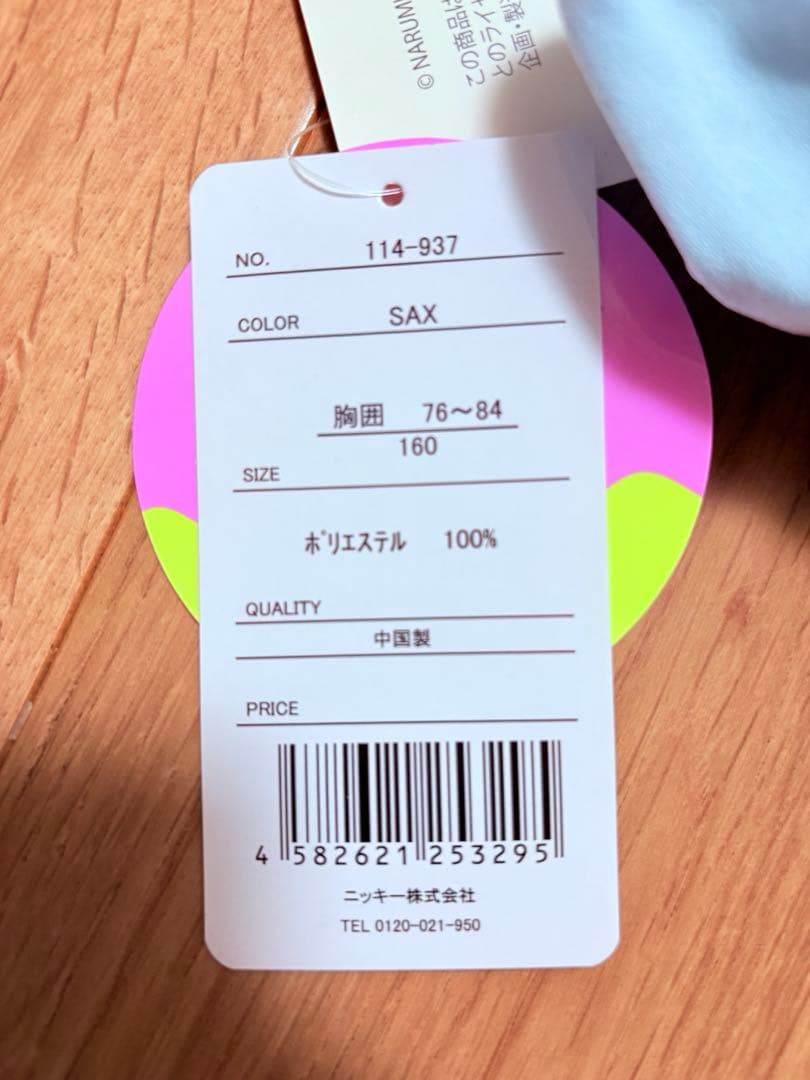 © NARUMI
この商品は
とのライセ
企画・製
NO. 114-937
COLOR SAX
胸囲 76～84
160
SIZE
ポリエステル 100%
QUALITY
中国製
PRICE
4 582621 253295
ニッキー株式会社
TEL 0120-021-950